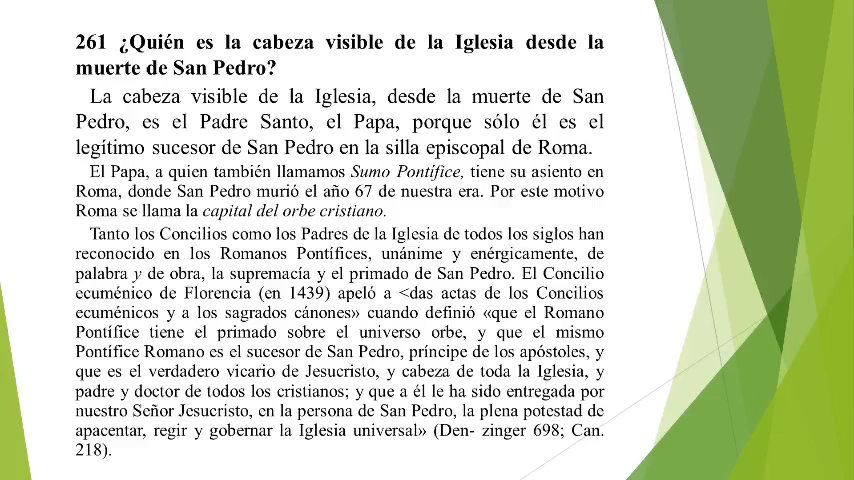 261 ¿Quién es la cabeza visible de la Iglesia desde la
muerte de San Pedro?
La cabeza visible de la Iglesia, desde la muerte de San
Pedro, es el Padre Santo, el Papa, porque sólo él es el
legítimo sucesor de San Pedro en la silla episcopal de Roma.
El Papa, a quien también llamamos Sumo Pontífice, tiene su asiento en
Roma, donde San Pedro murió el año 67 de nuestra era. Por este motivo
Roma se llama la capital del orbe cristiano.
Tanto los Concilios como los Padres de la Iglesia de todos los siglos han
reconocido en los Romanos Pontífices, unánime y enérgicamente, de
palabra y de obra, la supremacía y el primado de San Pedro. El Concilio
ecuménico de Florencia (en 1439) apeló a <das actas de los Concilios
ecuménicos y a los sagrados cánones» cuando definió «que el Romano
Pontífice tiene el primado sobre el universo orbe, y que el mismo
Pontífice Romano es el sucesor de San Pedro, príncipe de los apóstoles, y
que es el verdadero vicario de Jesucristo, y cabeza de toda la Iglesia, y
padre y doctor de todos los cristianos; y que a él le ha sido entregada por
nuestro Señor Jesucristo, en la persona de San Pedro, la plena potestad de
apacentar, regir y gobernar la Iglesia universal» (Den- zinger 698; Can.
218).